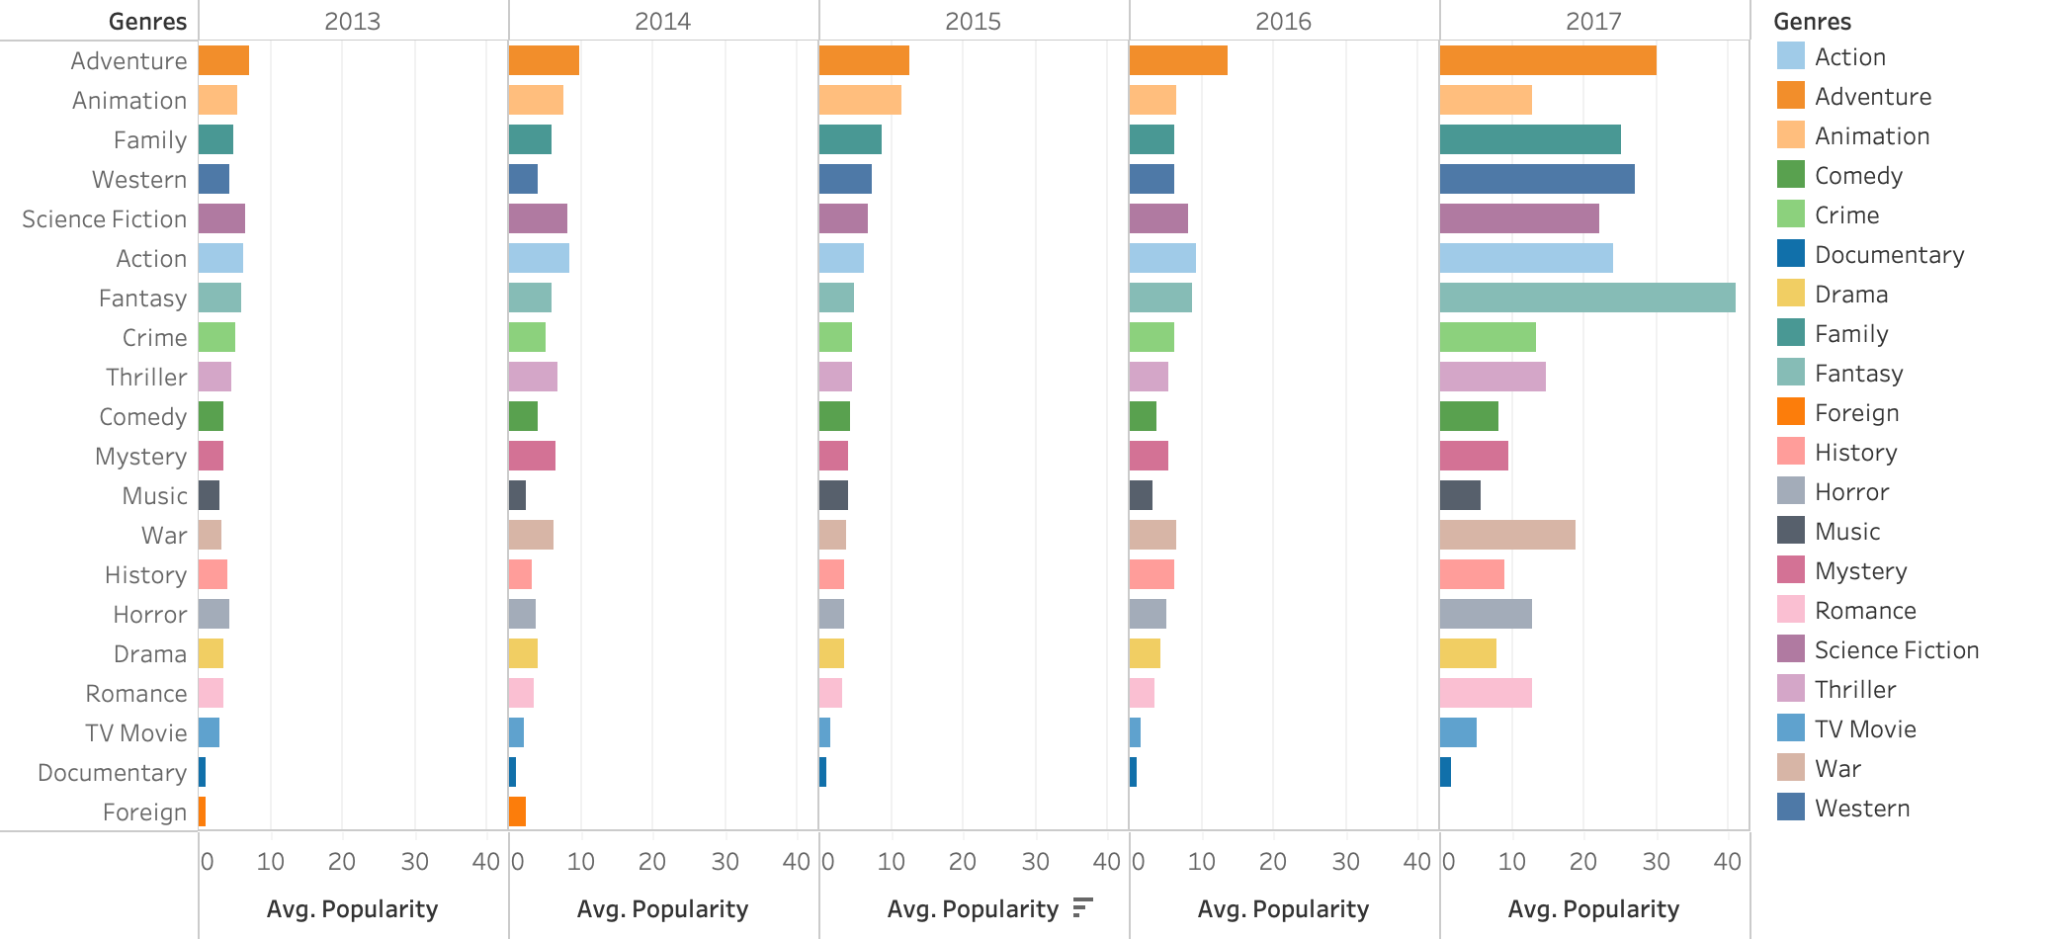 Genres 2013 2014 2015 2016 2017
Adventure
Animation
Family
Western
Science Fiction
Action
Fantasy
Crime
Thriller
Comedy
Mystery
Music
War
History
Horror
Drama
Romance
TV Movie
Documentary
Foreign
0 10 20 30 40 0 10 20 30 40 0 10 20 30 40 0 10 20 30 40 0 10 20 30 40
Avg. Popularity Avg. Popularity Avg. Popularity Avg. Popularity Avg. Popularity
Genres
Action
Adventure
Animation
Comedy
Crime
Documentary
Drama
Family
Fantasy
Foreign
History
Horror
Music
Mystery
Romance
Science Fiction
Thriller
TV Movie
War
Western